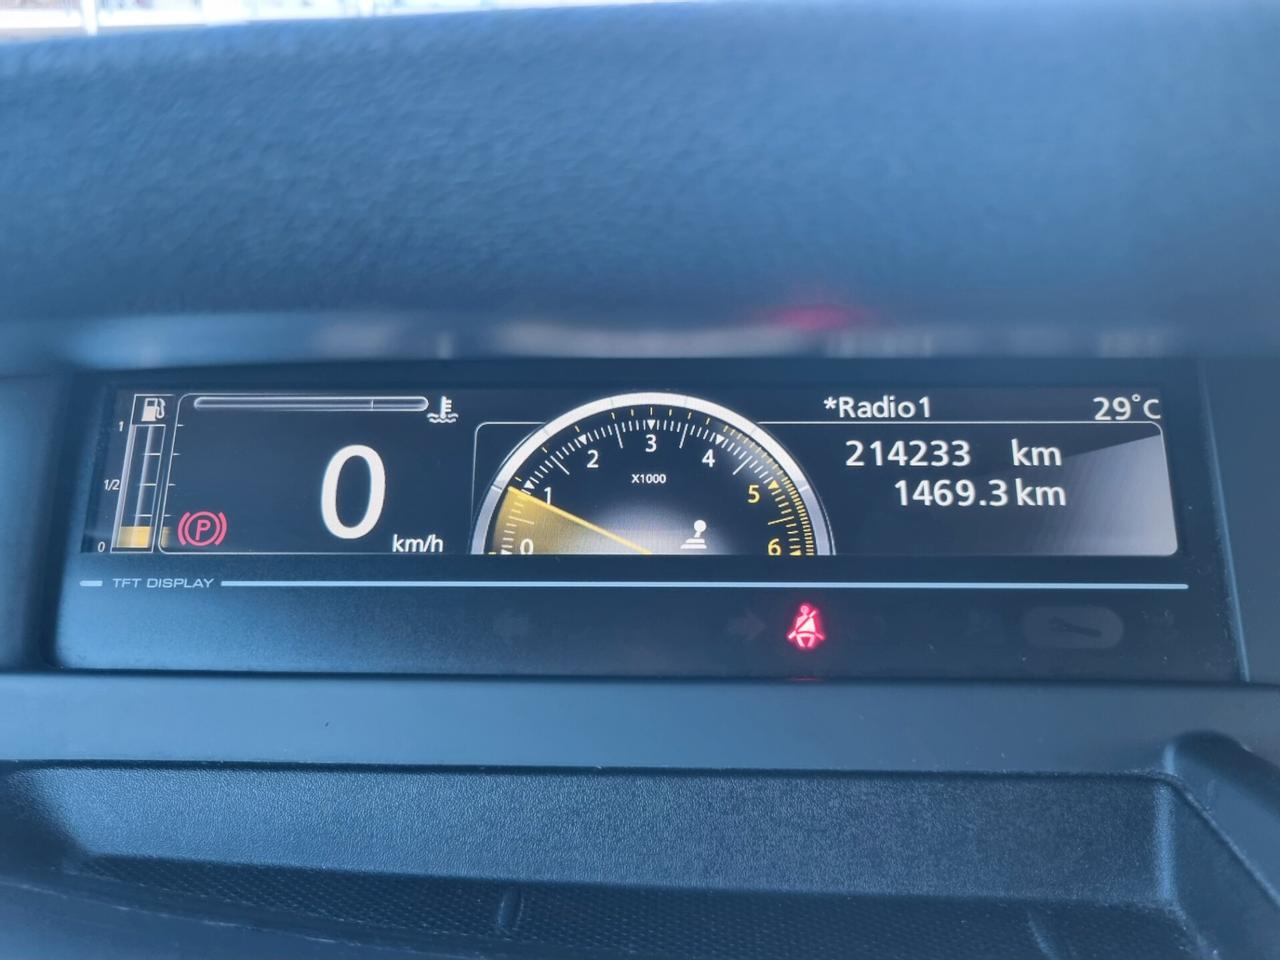 *Radio1 29°C
1
1/2
0
0 km/h
0 1 2 3 4 5 6
X1000
214233 km
1469.3 km
P
TFT DISPLAY